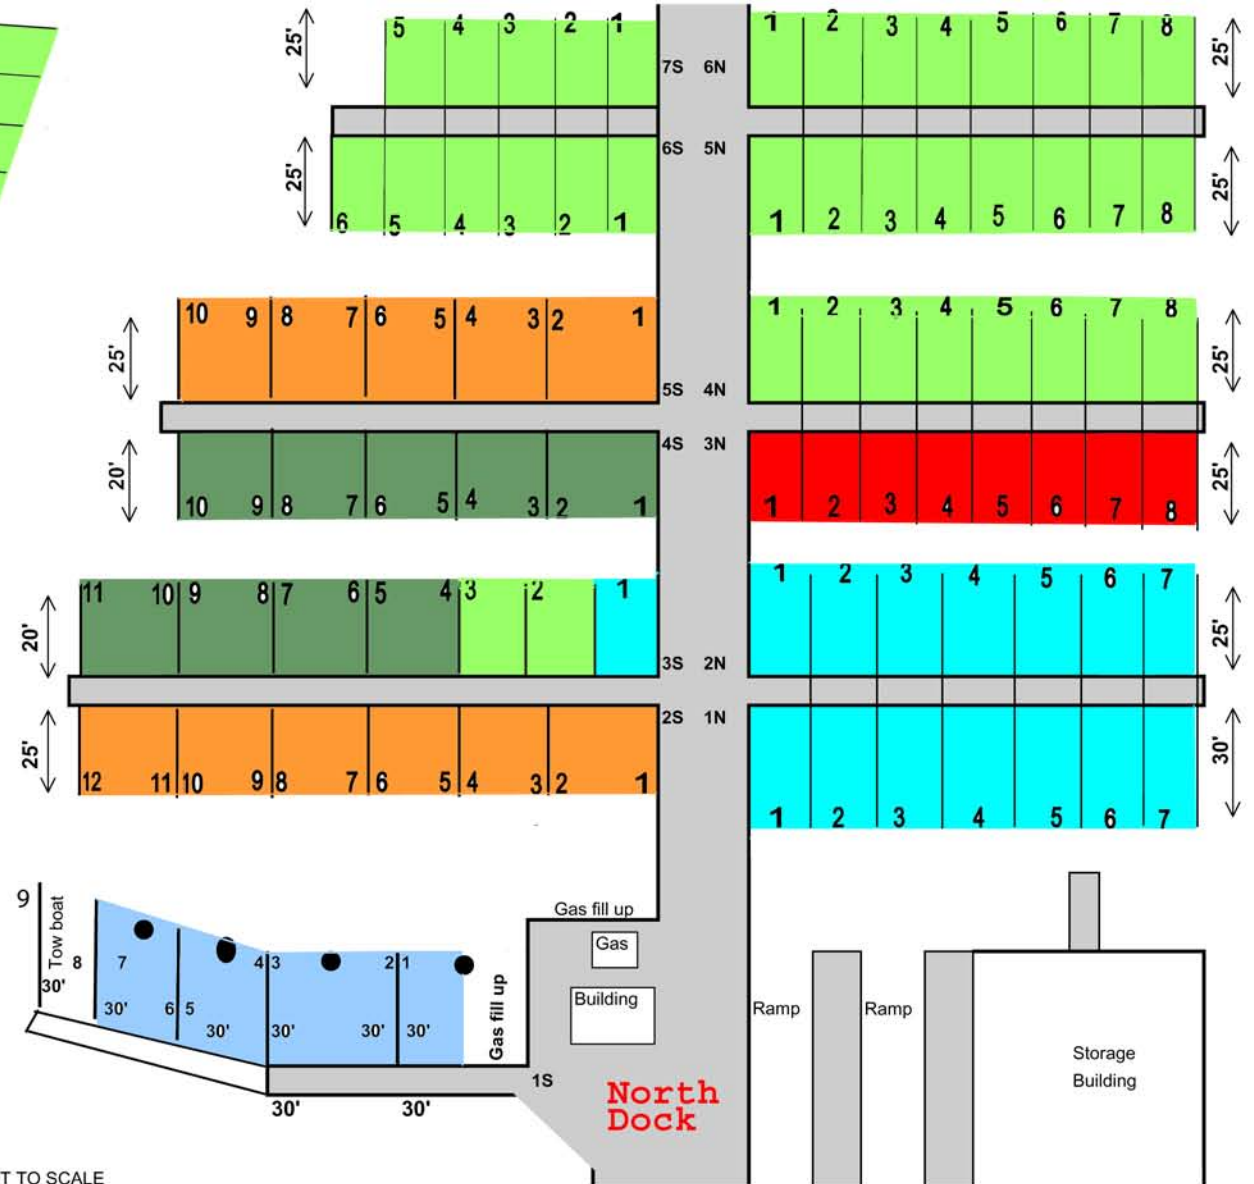 25' 5 4 3 2 1 1 2 3 4 5 6 7 8 25'
7S 6N
6S 5N
25' 6 5 4 3 2 1 1 2 3 4 5 6 7 8 25'
25' 10 9 8 7 6 5 4 3 2 1 1 2 3 4 5 6 7 8 25'
5S 4N
4S 3N
20' 10 9 8 7 6 5 4 3 2 1 1 2 3 4 5 6 7 8 25'
20' 11 10 9 8 7 6 5 4 3 2 1 1 2 3 4 5 6 7 25'
3S 2N
2S 1N
25' 12 11 10 9 8 7 6 5 4 3 2 1 1 2 3 4 5 6 7 30'
9 Tow boat
Gas fill up
Gas
8 7 4 3 2 1
30'
Building
30' 6 5 Gas fill up
30' 30' 30' 30'
Ramp Ramp
Storage
Building
1S
30' 30'
North
Dock
T TO SCALE